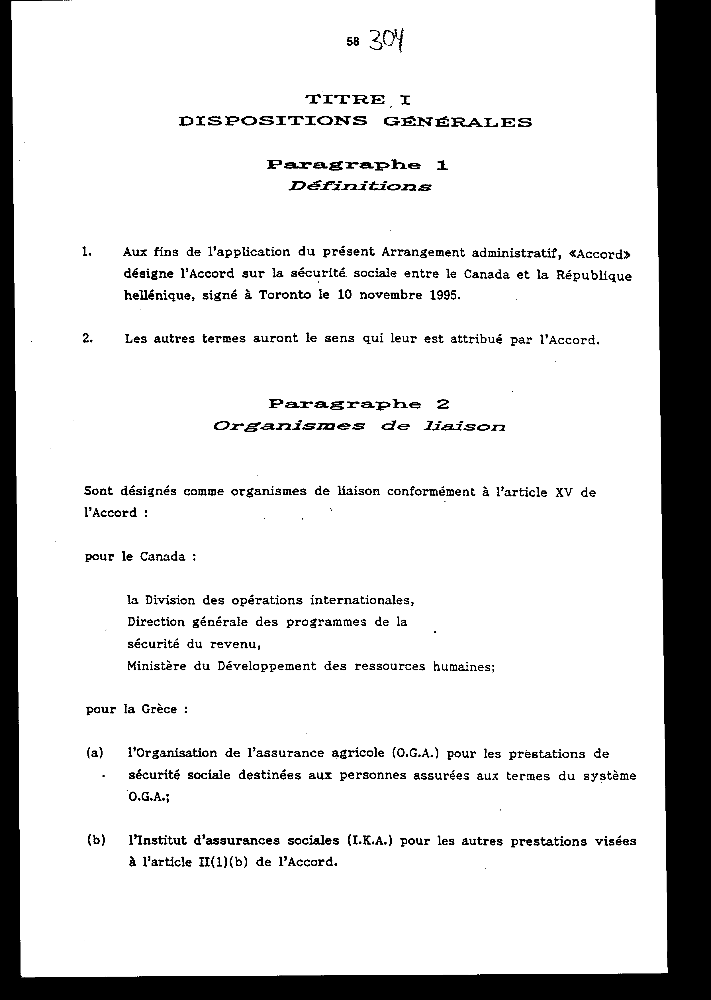 58 304
TITRE I
DISPOSITIONS GÉNÉRALES
Paragraphe 1
Définitions
1. Aux fins de l'application du présent Arrangement administratif, «Accord»
désigne l'Accord sur la sécurité sociale entre le Canada et la République
hellénique, signé à Toronto le 10 novembre 1995.
2. Les autres termes auront le sens qui leur est attribué par l'Accord.
Paragraphe 2
Organismes de liaison
Sont désignés comme organismes de liaison conformément à l'article XV de
l'Accord :
pour le Canada :
la Division des opérations internationales,
Direction générale des programmes de la
sécurité du revenu,
Ministère du Développement des ressources humaines;
pour la Grèce :
(a) l'Organisation de l'assurance agricole (O.G.A.) pour les prestations de
sécurité sociale destinées aux personnes assurées aux termes du système
O.G.A.;
(b) l'Institut d'assurances sociales (I.K.A.) pour les autres prestations visées
à l'article II(1)(b) de l'Accord.